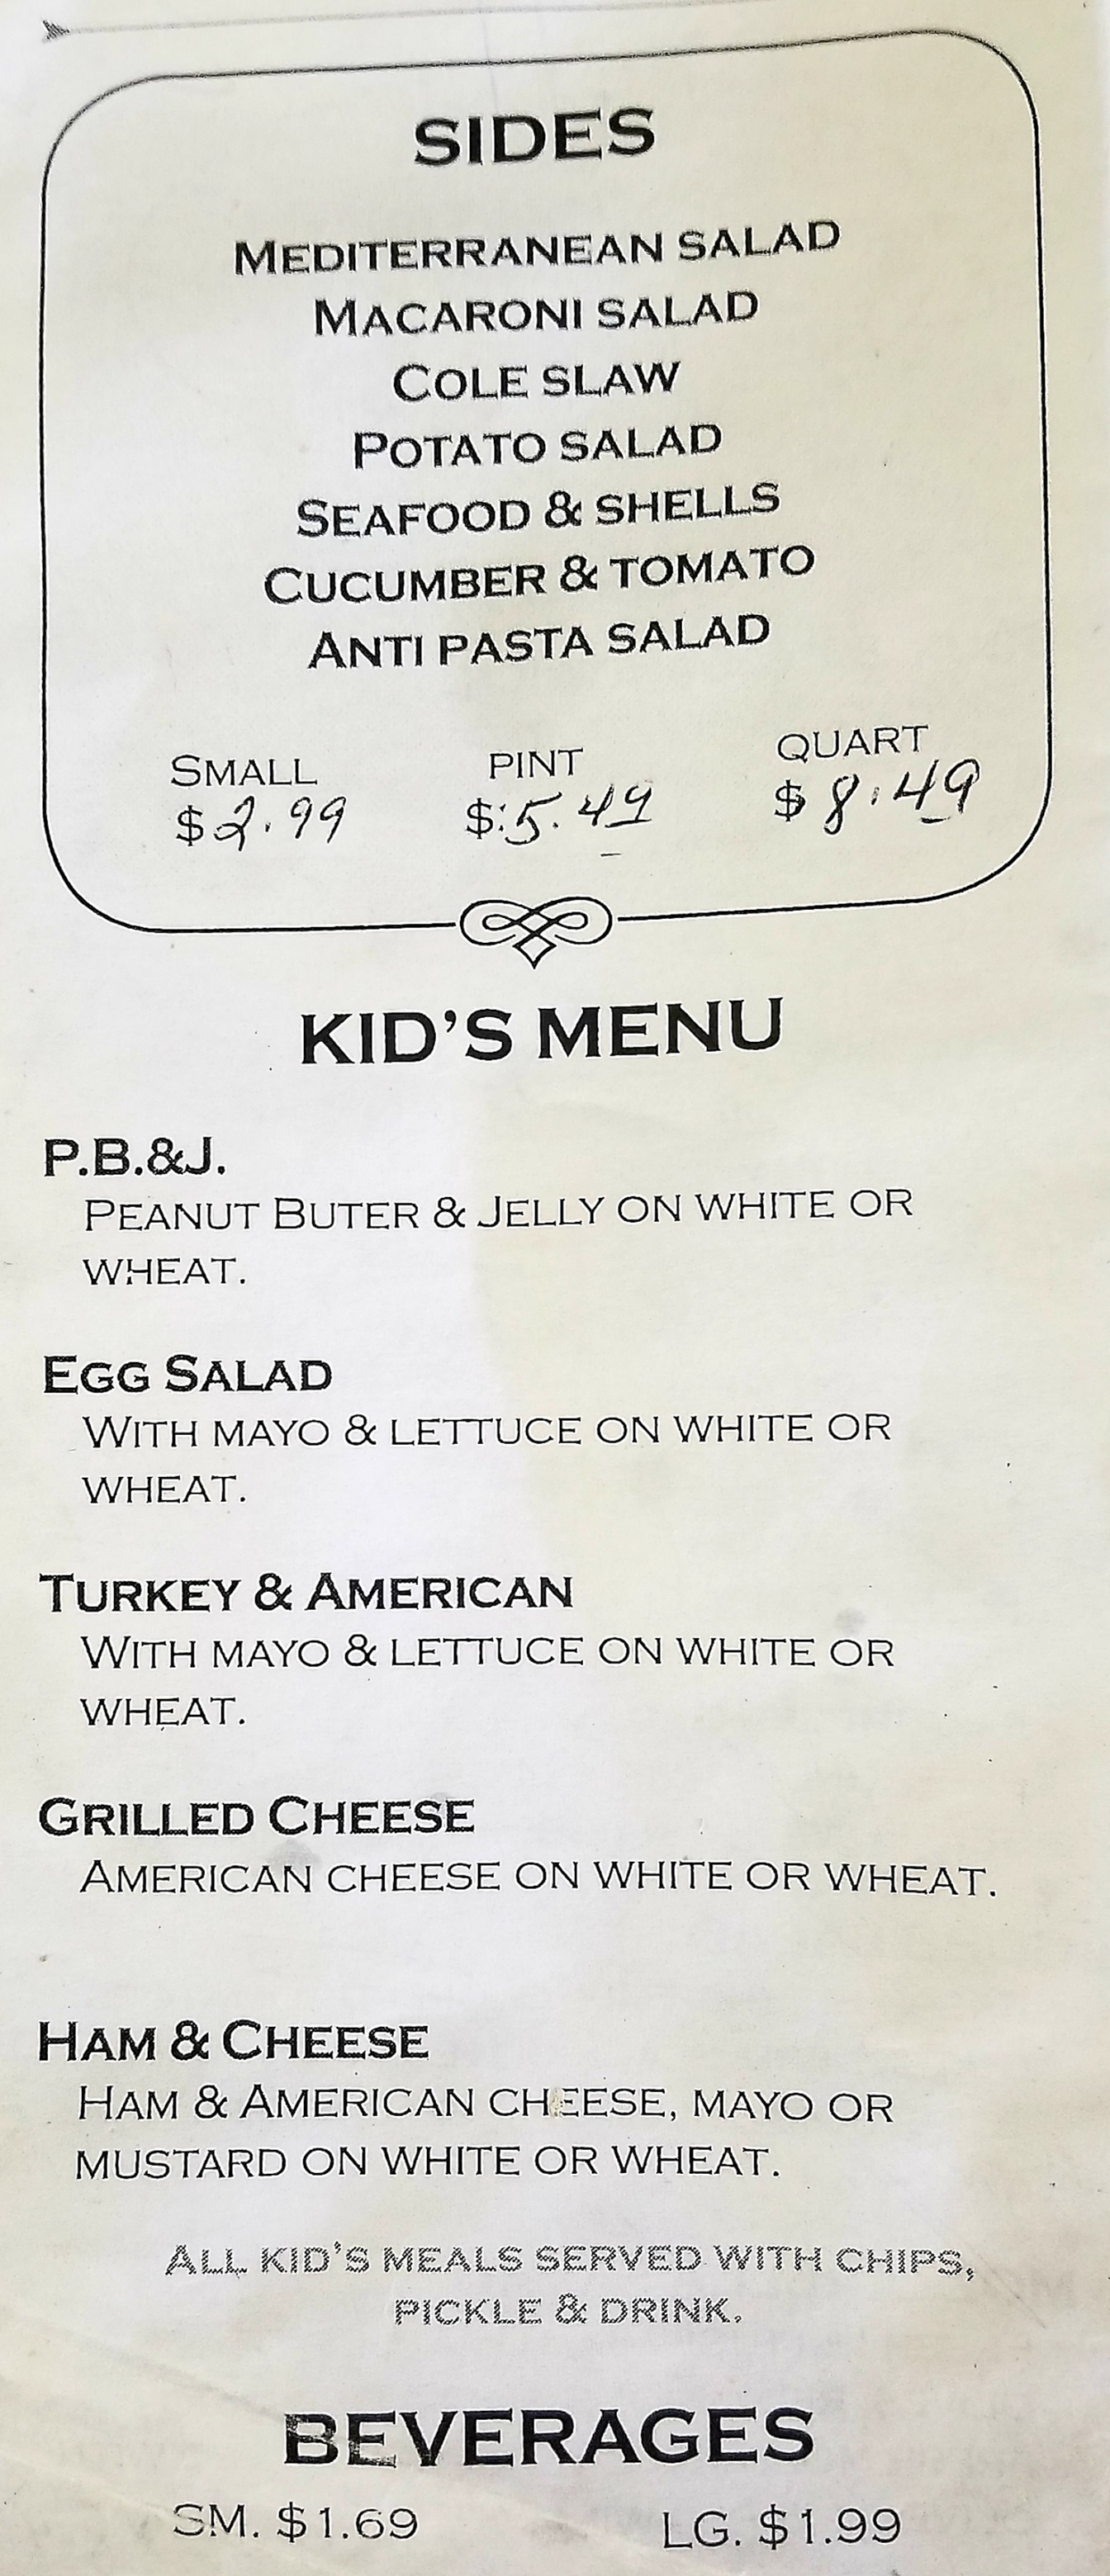 SIDES
MEDITERRANEAN SALAD
MACARONI SALAD
COLE SLAW
POTATO SALAD
SEAFOOD & SHELLS
CUCUMBER & TOMATO
ANTI PASTA SALAD
SMALL PINT QUART
$2.99 $5.49 $8.49
KID'S MENU
P.B.&J.
PEANUT BUTER & JELLY ON WHITE OR
WHEAT.
EGG SALAD
WITH MAYO & LETTUCE ON WHITE OR
WHEAT.
TURKEY & AMERICAN
WITH MAYO & LETTUCE ON WHITE OR
WHEAT.
GRILLED CHEESE
AMERICAN CHEESE ON WHITE OR WHEAT.
HAM & CHEESE
HAM & AMERICAN CHEESE, MAYO OR
MUSTARD ON WHITE OR WHEAT.
ALL KID'S MEALS SERVED WITH CHIPS,
PICKLE & DRINK.
BEVERAGES
SM. $1.69 LG. $1.99